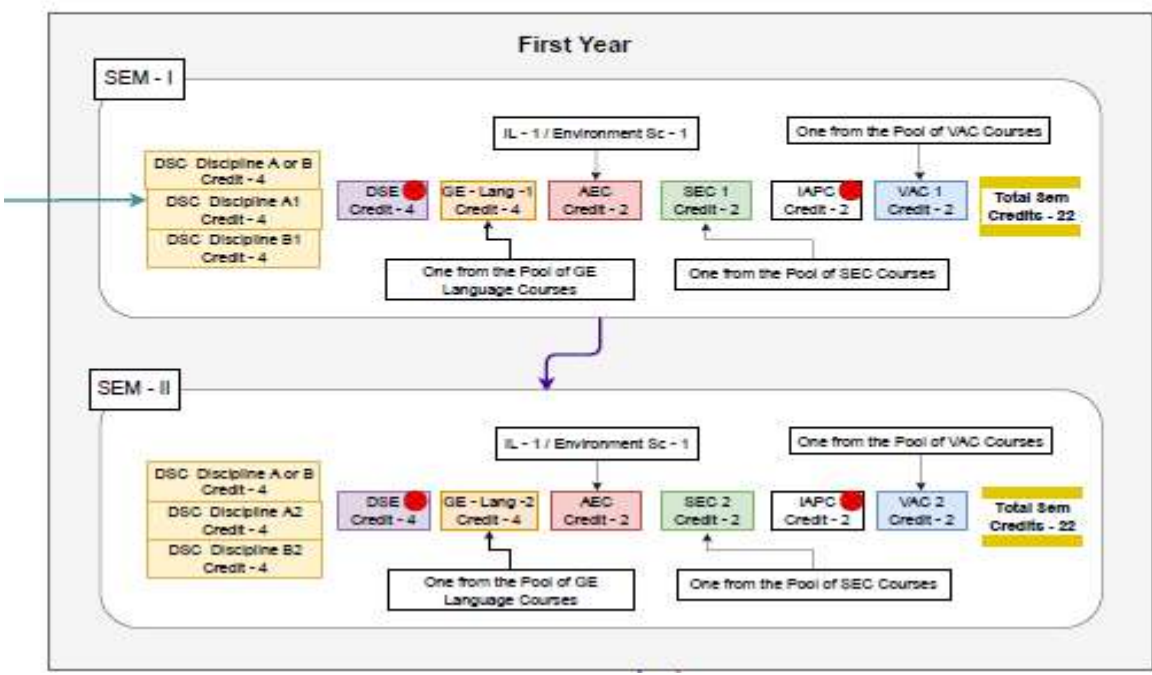 First Year
SEM - I
IL - 1 / Environment Sc - 1
One from the Pool of VAC Courses
DSC Discipline A or B
Credit - 4
DSC Discipline A1
Credit - 4
DSC Discipline B1
Credit - 4
DSE
Credit - 4
GE - Lang -1
Credit - 4
AEC
Credit - 2
SEC 1
Credit - 2
IAPC
Credit - 2
VAC 1
Credit - 2
Total Sem
Credits - 22
One from the Pool of GE
Language Courses
One from the Pool of SEC Courses
SEM - II
IL - 1 / Environment Sc - 1
One from the Pool of VAC Courses
DSC Discipline A or B
Credit - 4
DSC Discipline A2
Credit - 4
DSC Discipline B2
Credit - 4
DSE
Credit - 4
GE - Lang -2
Credit - 4
AEC
Credit - 2
SEC 2
Credit - 2
IAPC
Credit - 2
VAC 2
Credit - 2
Total Sem
Credits - 22
One from the Pool of GE
Language Courses
One from the Pool of SEC Courses